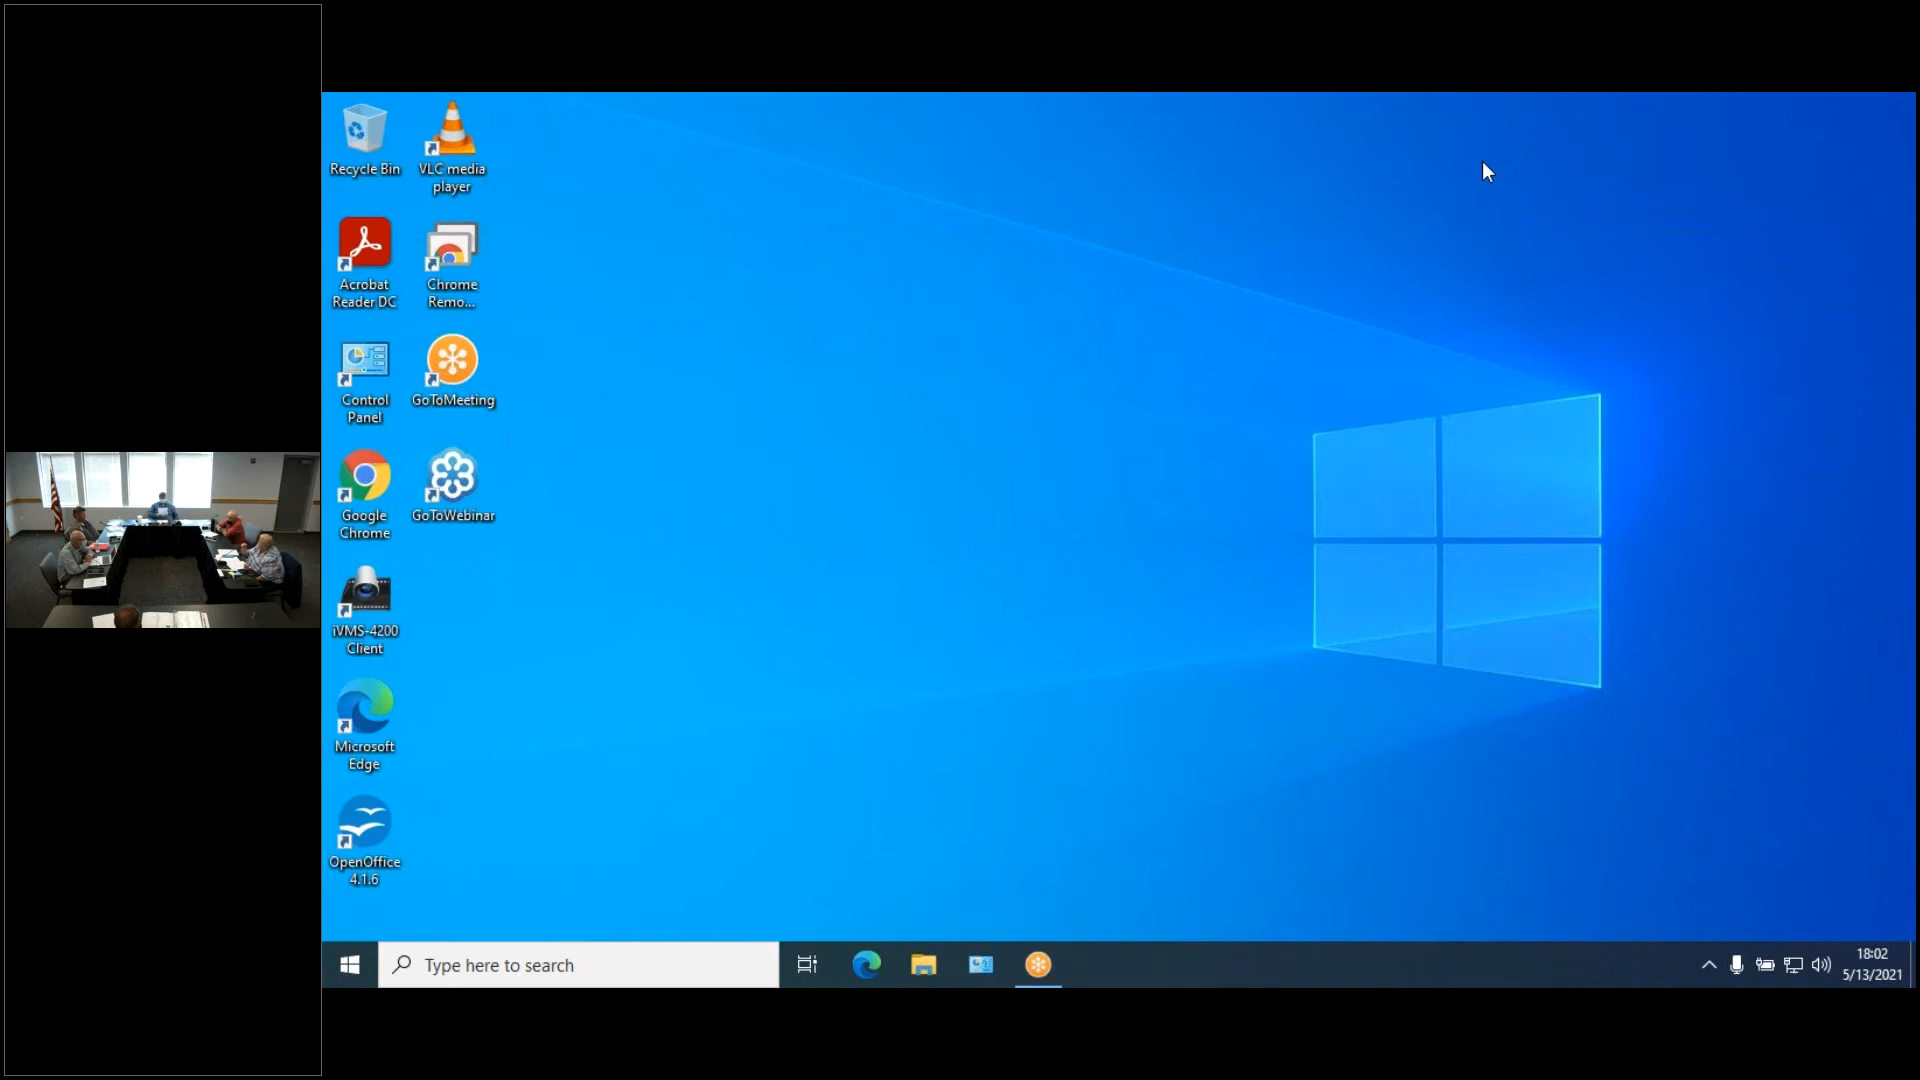 Recycle Bin
VLC media
player
Acrobat
Reader DC
Chrome
Remo...
Control
Panel
GoToMeeting
Google
Chrome
GoToWebinar
iVMS-4200
Client
Microsoft
Edge
OpenOffice
4.1.6
Type here to search
18:02
5/13/2021